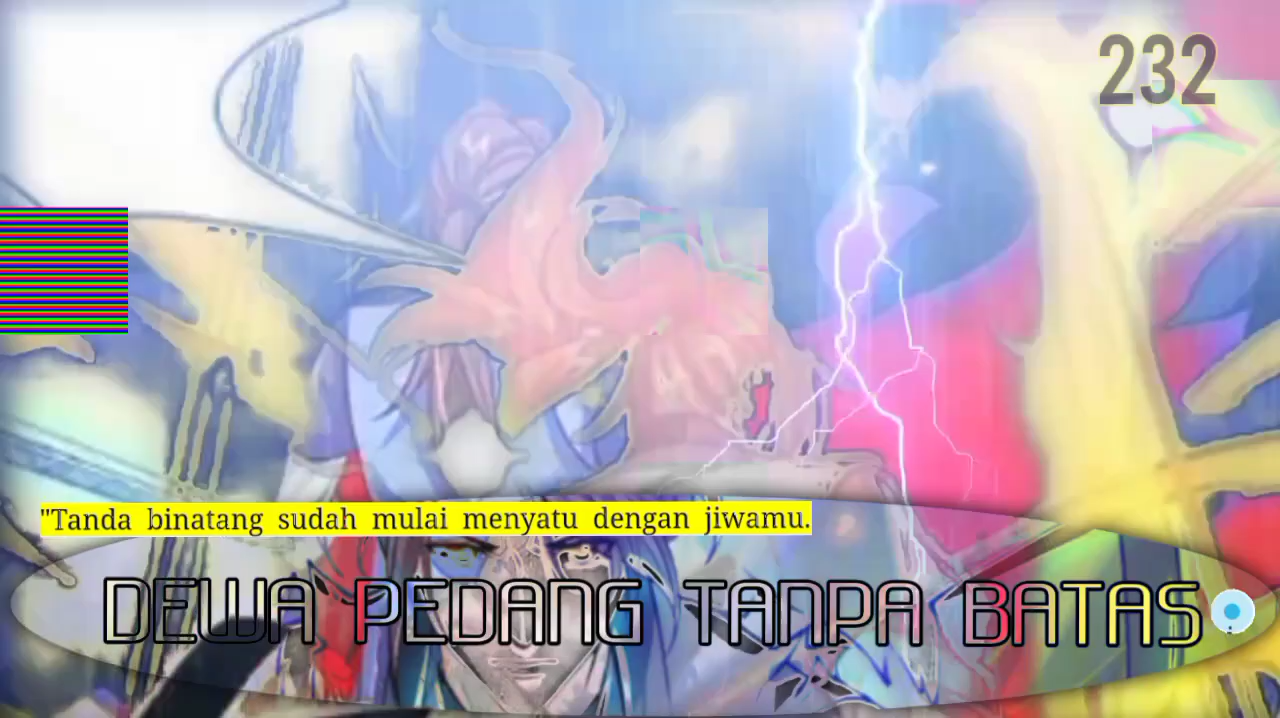 232
"Tanda binatang sudah mulai menyatu dengan jiwamu.
DEWA PEDANG TANPA BATAS